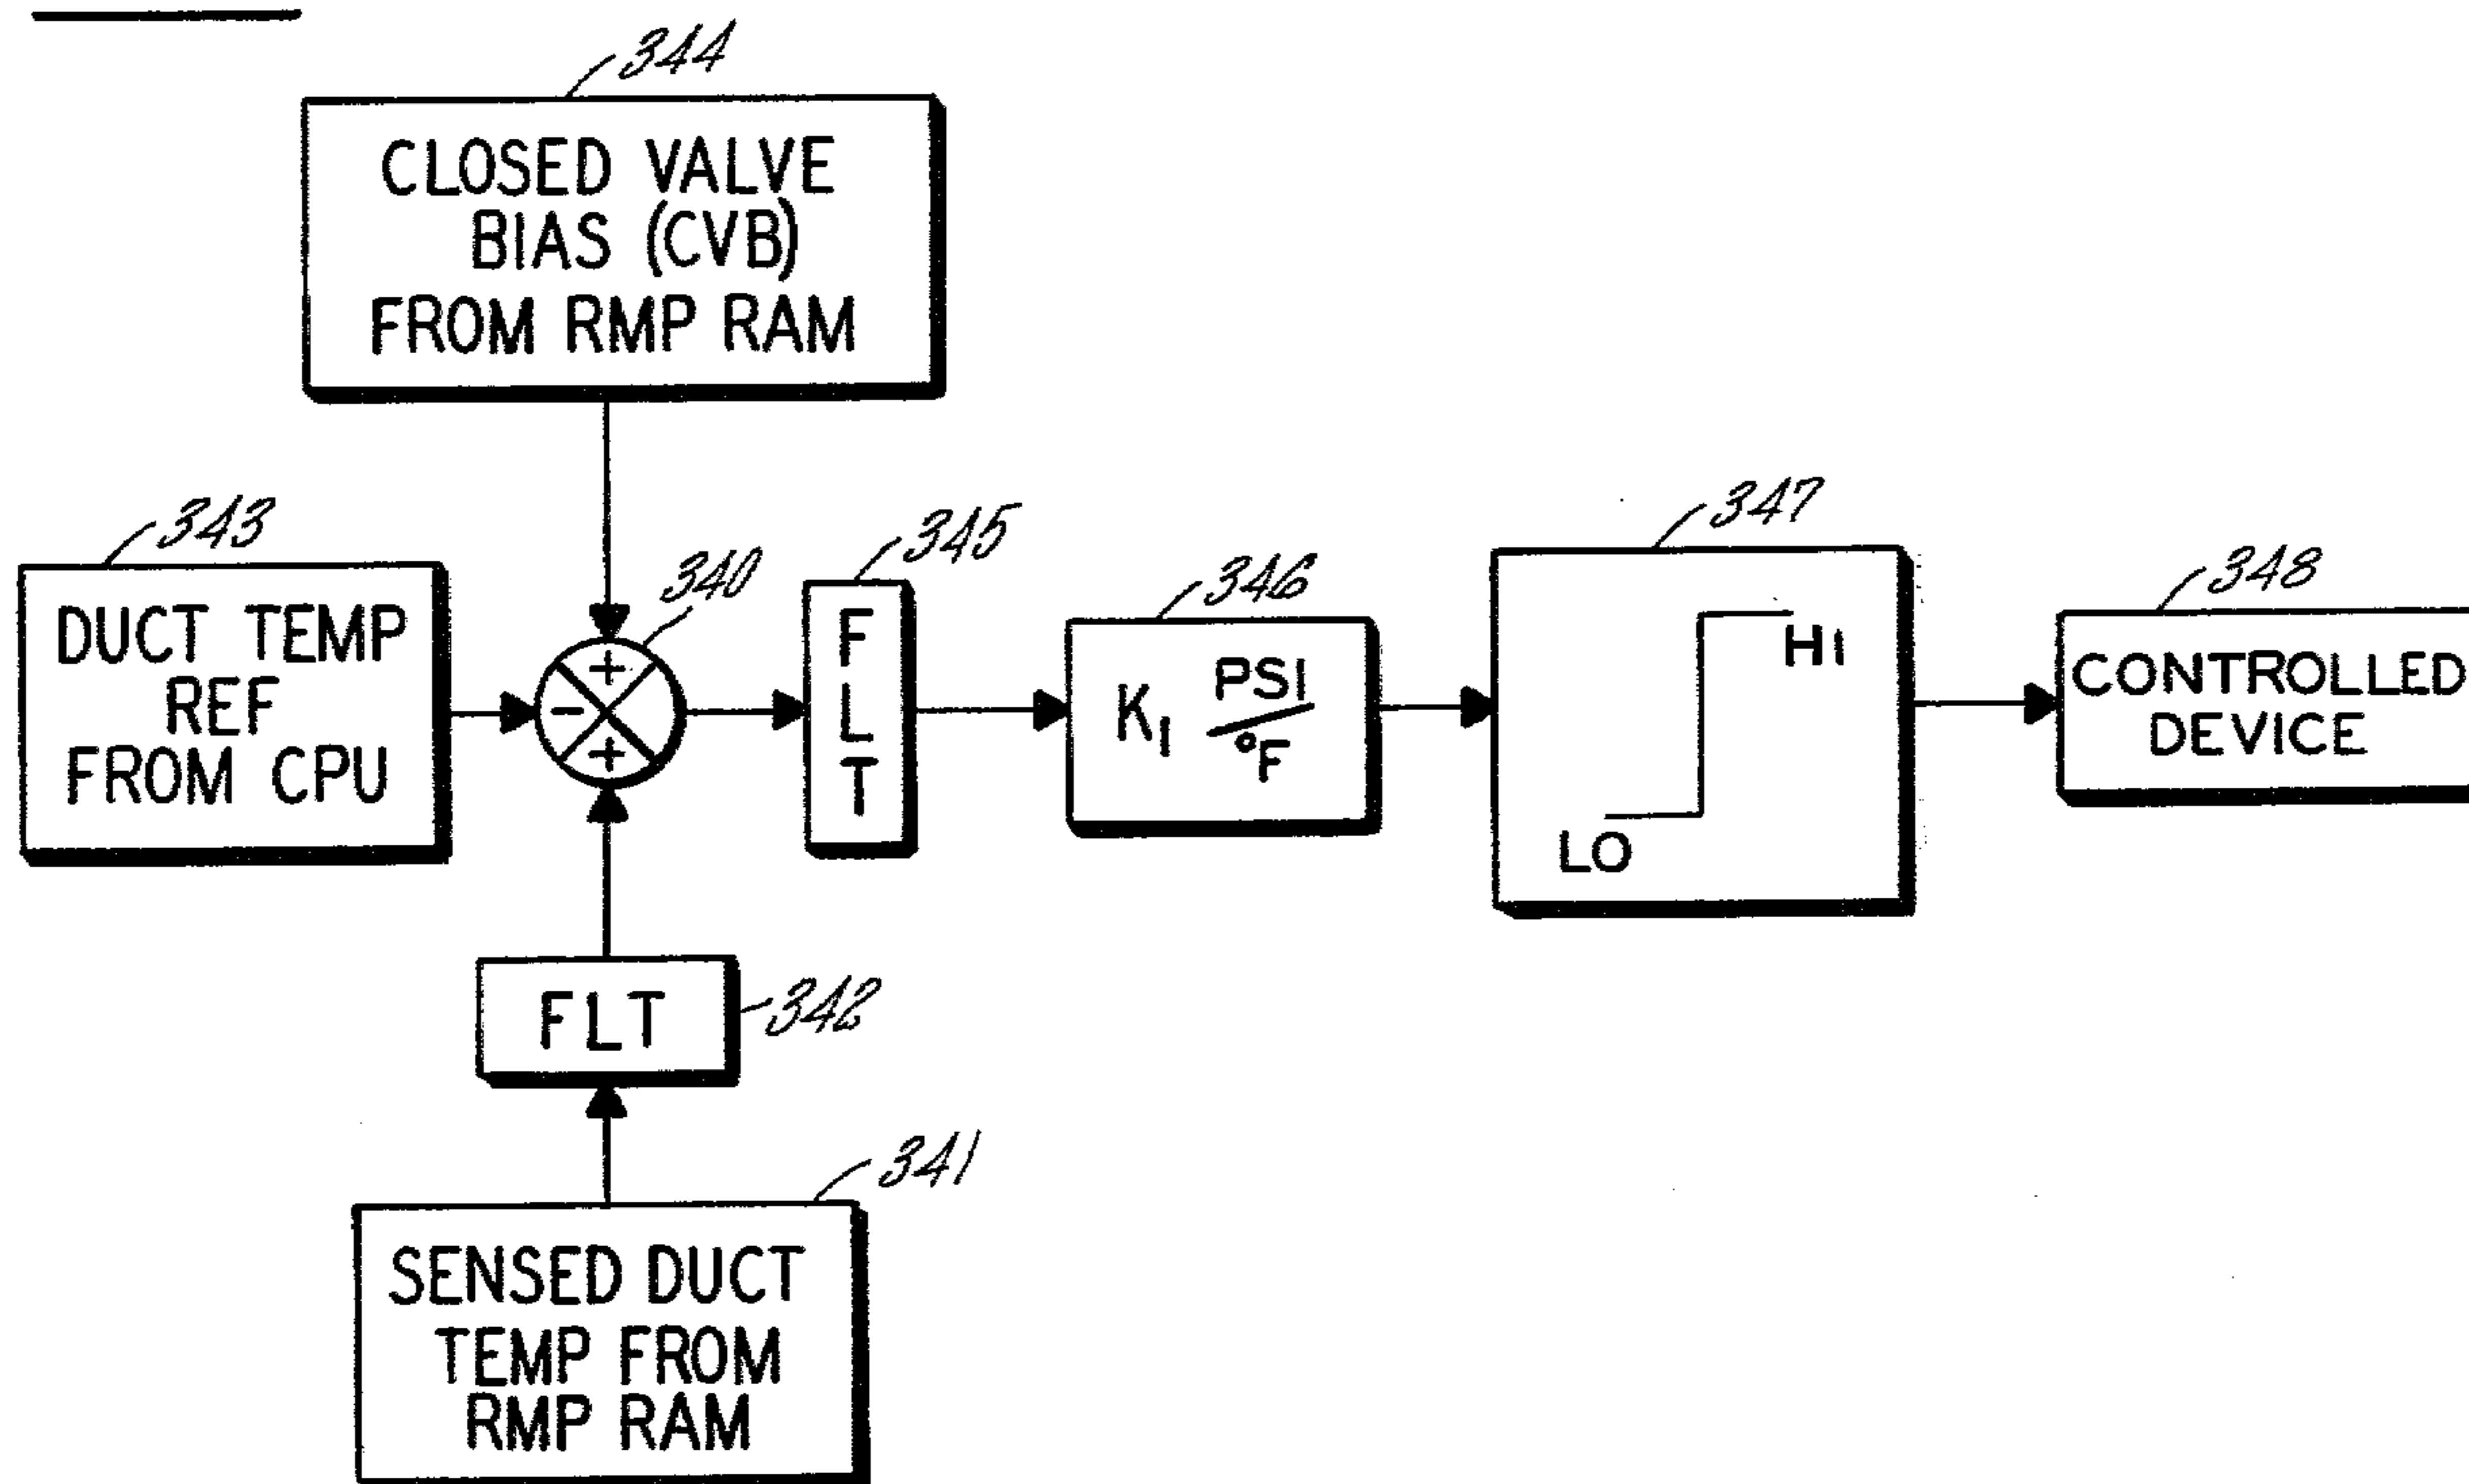 344
CLOSED VALVE
BIAS (CVB)
FROM RMP RAM
343
DUCT TEMP
REF
FROM CPU
340
+
-
+
345
F
L
T
346
K1 PSI/°F
347
HI
LO
348
CONTROLLED
DEVICE
FLT
342
341
SENSED DUCT
TEMP FROM
RMP RAM